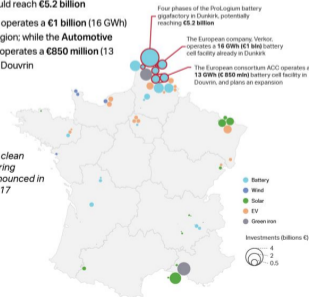 uld reach €5.2 billion
operates a €1 billion (16 GWh)
gion; while the Automotive
operates a €850 million (13
Douvrin
clean
ring
nounced in
17
Four phases of the ProLogium battery
gigafactory in Dunkirk, potentially
reaching €5.2 billion
The European company, Verkor,
operates a 16 GWh (€1 bln) battery
cell facility already in Dunkirk
The European consortium ACC operates a
13 GWh (€ 850 mln) battery cell facility in
Douvrin, and plans an expansion
Battery
Wind
Solar
EV
Green iron
Investments (billions €)
4
2
0.5